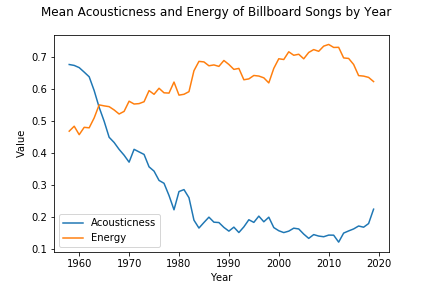 Mean Acousticness and Energy of Billboard Songs by Year
0.7
0.6
0.5
0.4
0.3
0.2
0.1
Value
Acousticness
Energy
1960 1970 1980 1990 2000 2010 2020
Year